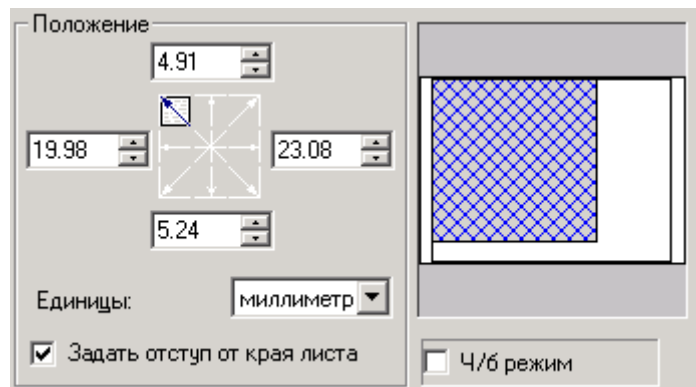 Положение
4.91
19.98
23.08
5.24
Единицы:
миллиметр
Задать отступ от края листа
Ч/б режим